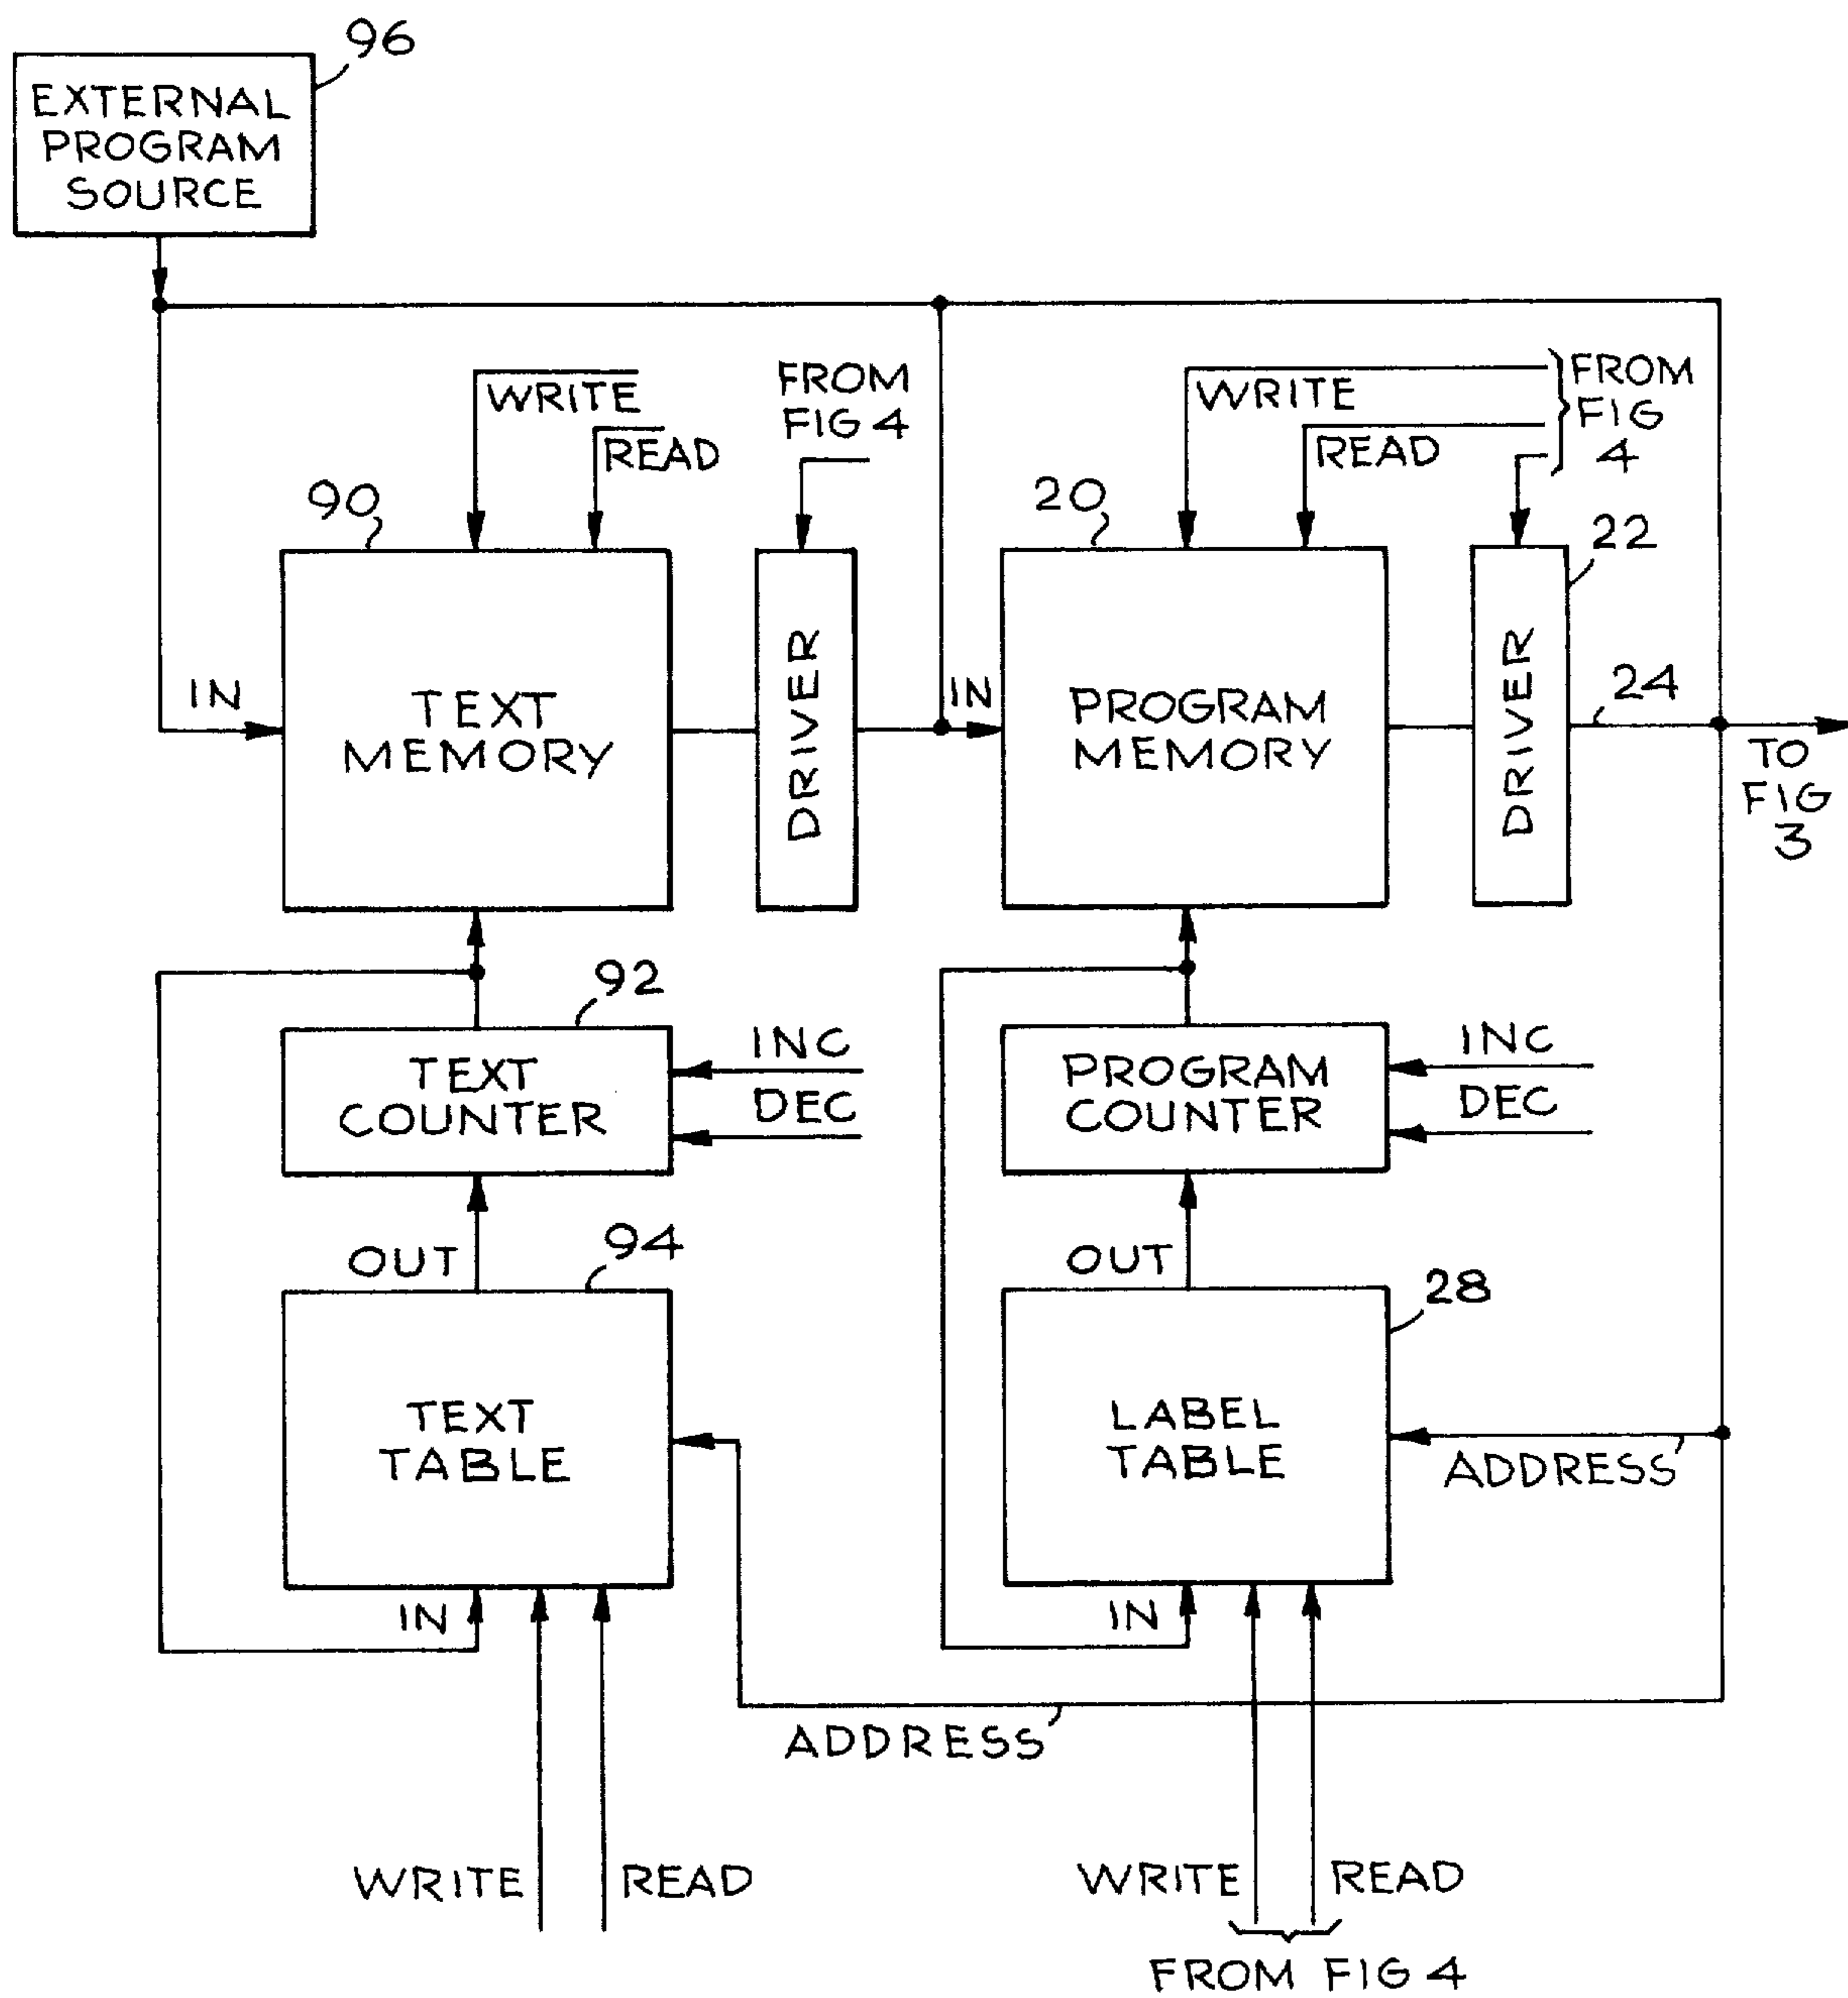 96
EXTERNAL
PROGRAM
SOURCE
WRITE
READ
FROM
FIG 4
WRITE
READ
FROM
FIG
4
90
20
22
IN
TEXT
MEMORY
DRIVER
IN
PROGRAM
MEMORY
DRIVER
24
TO
FIG
3
92
TEXT
COUNTER
INC
DEC
PROGRAM
COUNTER
INC
DEC
OUT
94
OUT
28
TEXT
TABLE
LABEL
TABLE
ADDRESS
IN
IN
ADDRESS
WRITE
READ
WRITE
READ
FROM FIG 4